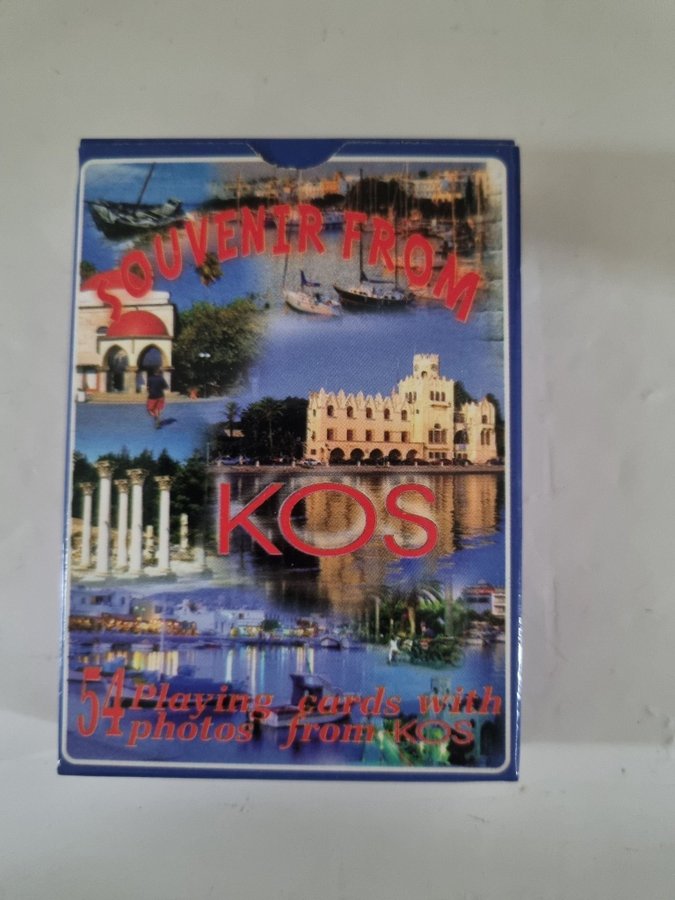 SOUVENIR FROM
KOS
54 Playing cards with
photos from KOS